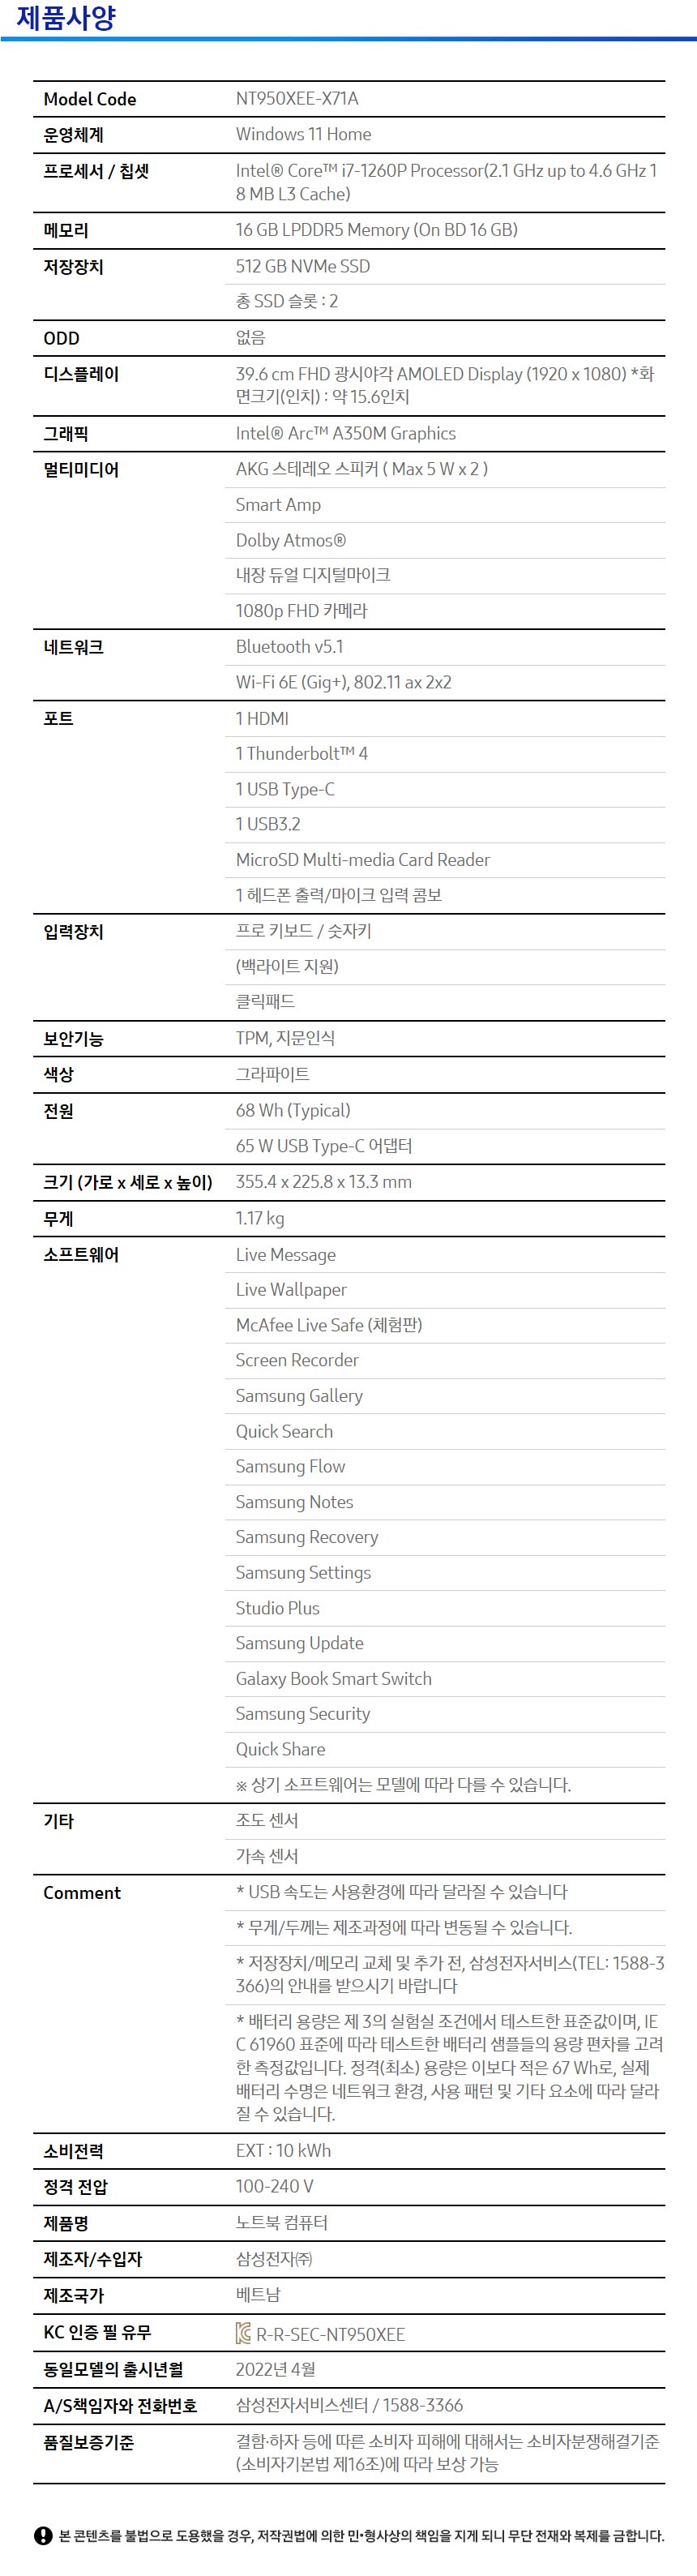 제품사양
Model Code NT950XEE-X71A
운영체계 Windows 11 Home
프로세서 / 칩셋 Intel® Core™ i7-1260P Processor(2.1 GHz up to 4.6 GHz 1
8 MB L3 Cache)
메모리 16 GB LPDDR5 Memory (On BD 16 GB)
저장장치 512 GB NVMe SSD
총 SSD 슬롯 : 2
ODD 없음
디스플레이 39.6 cm FHD 광시야각 AMOLED Display (1920 x 1080) *화
면크기(인치) : 약 15.6인치
그래픽 Intel® Arc™ A350M Graphics
멀티미디어 AKG 스테레오 스피커 ( Max 5 W x 2 )
Smart Amp
Dolby Atmos®
내장 듀얼 디지털마이크
1080p FHD 카메라
네트워크 Bluetooth v5.1
Wi-Fi 6E (Gig+), 802.11 ax 2x2
포트 1 HDMI
1 Thunderbolt™ 4
1 USB Type-C
1 USB3.2
MicroSD Multi-media Card Reader
1 헤드폰 출력/마이크 입력 콤보
입력장치 프로 키보드 / 숫자키
(백라이트 지원)
클릭패드
보안기능 TPM, 지문인식
색상 그라파이트
전원 68 Wh (Typical)
65 W USB Type-C 어댑터
크기 (가로 x 세로 x 높이) 355.4 x 225.8 x 13.3 mm
무게 1.17 kg
소프트웨어 Live Message
Live Wallpaper
McAfee Live Safe (체험판)
Screen Recorder
Samsung Gallery
Quick Search
Samsung Flow
Samsung Notes
Samsung Recovery
Samsung Settings
Studio Plus
Samsung Update
Galaxy Book Smart Switch
Samsung Security
Quick Share
※ 상기 소프트웨어는 모델에 따라 다를 수 있습니다.
기타 조도 센서
가속 센서
Comment * USB 속도는 사용환경에 따라 달라질 수 있습니다
* 무게/두께는 제조과정에 따라 변동될 수 있습니다.
* 저장장치/메모리 교체 및 추가 전, 삼성전자서비스(TEL: 1588-3
366)의 안내를 받으시기 바랍니다
* 배터리 용량은 제 3의 실험실 조건에서 테스트한 표준값이며, IE
C 61960 표준에 따라 테스트한 배터리 샘플들의 용량 편차를 고려
한 측정값입니다. 정격(최소) 용량은 이보다 적은 67 Wh로, 실제
배터리 수명은 네트워크 환경, 사용 패턴 및 기타 요소에 따라 달라
질 수 있습니다.
소비전력 EXT : 10 kWh
정격 전압 100-240 V
제품명 노트북 컴퓨터
제조자/수입자 삼성전자㈜
제조국가 베트남
KC 인증 필 유무 KC R-R-SEC-NT950XEE
동일모델의 출시년월 2022년 4월
A/S책임자와 전화번호 삼성전자서비스센터 / 1588-3366
품질보증기준 결함·하자 등에 따른 소비자 피해에 대해서는 소비자분쟁해결기준
(소비자기본법 제16조)에 따라 보상 가능
본 콘텐츠를 불법으로 도용했을 경우, 저작권법에 의한 민•형사상의 책임을 지게 되니 무단 전재와 복제를 금합니다.